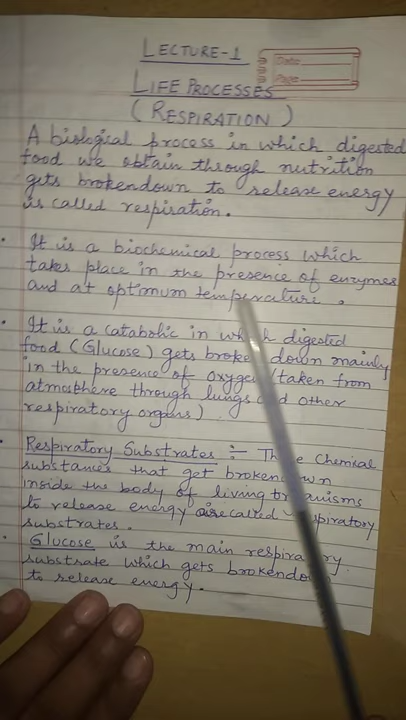 LECTURE-1
Date
Page
LIFE PROCESSES
(RESPIRATION)
A biological process in which digested
food we obtain through nutrition
gets brokendown to release energy
is called respiration.
It is a biochemical process which
takes place in the presence of enzymes
and at optimum temperature.
It is a catabolic in which digested
food (Glucose) gets broken down mainly
in the presence of oxygen (taken from
atmosphere through lungs other
respiratory organs)
Respiratory Substrates :- Chemical
substances that get broken
inside the body of living organisms
to release energy are called respiratory
substrates.
Glucose is the main respiratory
substrate which gets
to release energy.